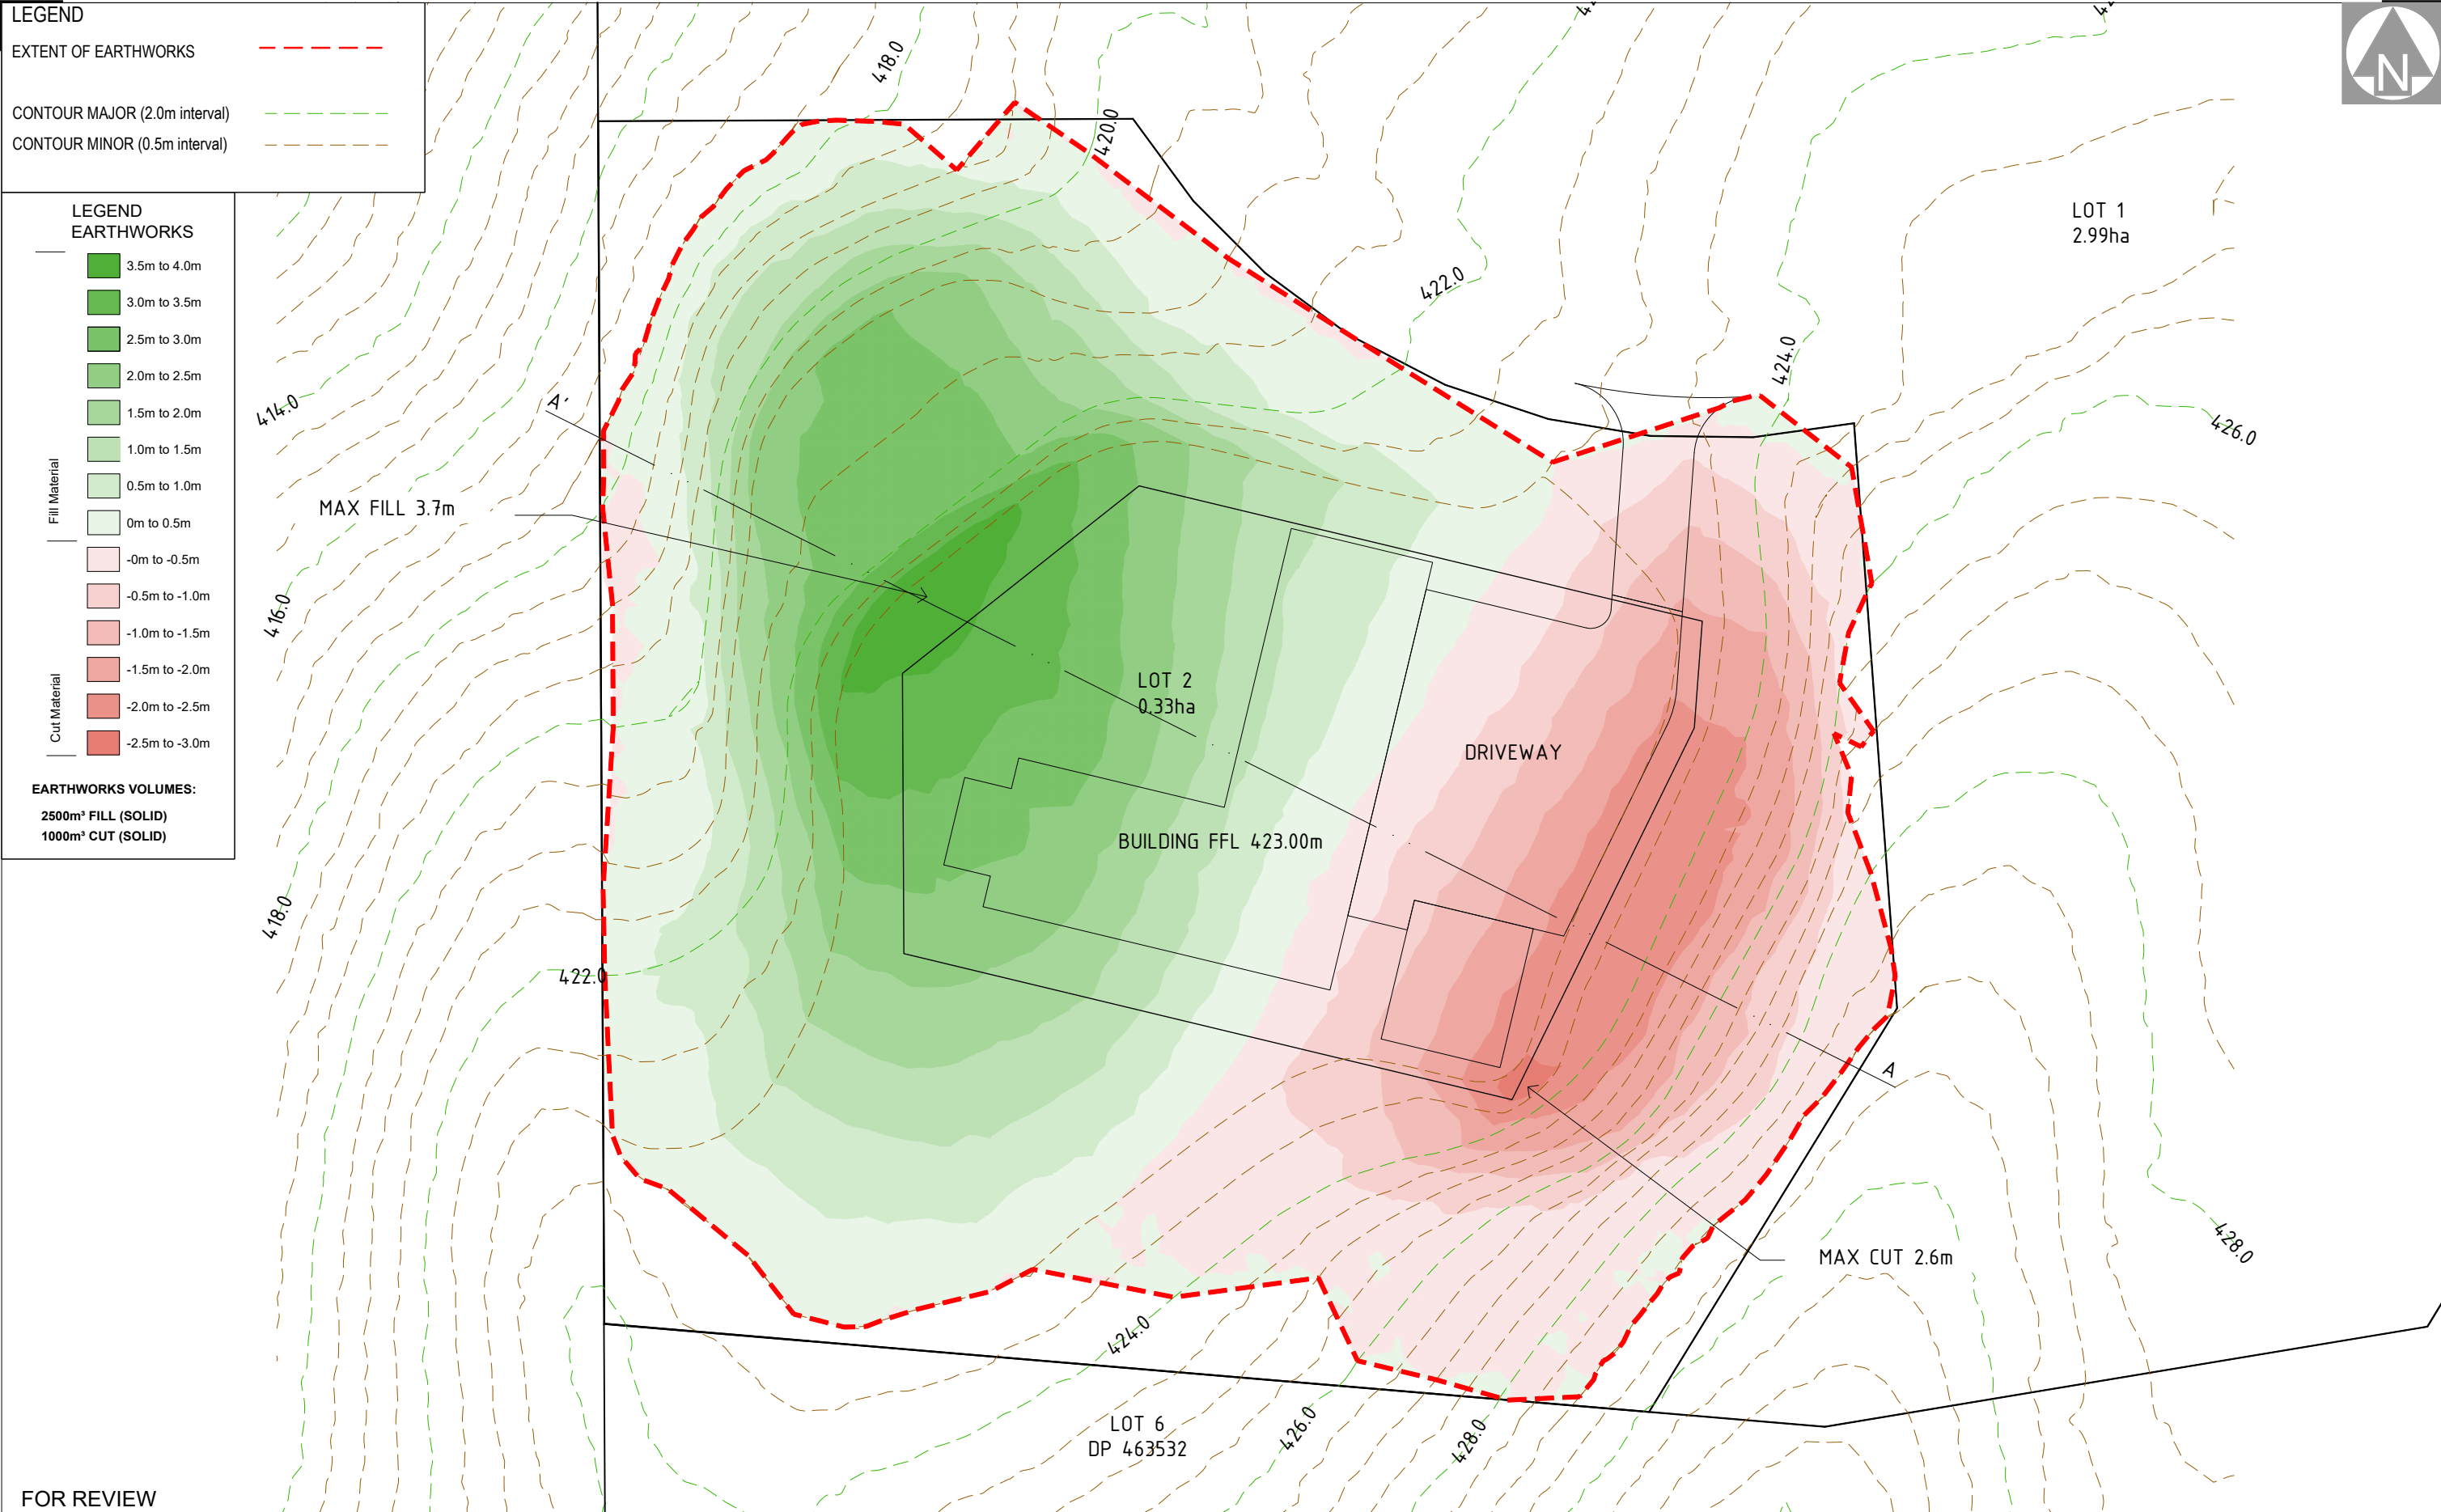 LEGEND
EXTENT OF EARTHWORKS
CONTOUR MAJOR (2.0m interval)
CONTOUR MINOR (0.5m interval)
LEGEND
EARTHWORKS
3.5m to 4.0m
3.0m to 3.5m
2.5m to 3.0m
2.0m to 2.5m
1.5m to 2.0m
1.0m to 1.5m
0.5m to 1.0m
0m to 0.5m
-0m to -0.5m
-0.5m to -1.0m
-1.0m to -1.5m
-1.5m to -2.0m
-2.0m to -2.5m
-2.5m to -3.0m
Fill Material
Cut Material
EARTHWORKS VOLUMES:
2500m³ FILL (SOLID)
1000m³ CUT (SOLID)
FOR REVIEW
N
418.0
420.0
422.0
424.0
LOT 1
2.99ha
426.0
414.0
A'
MAX FILL 3.7m
416.0
LOT 2
0.33ha
DRIVEWAY
BUILDING FFL 423.00m
418.0
422.0
A
MAX CUT 2.6m
428.0
424.0
426.0
428.0
LOT 6
DP 463532